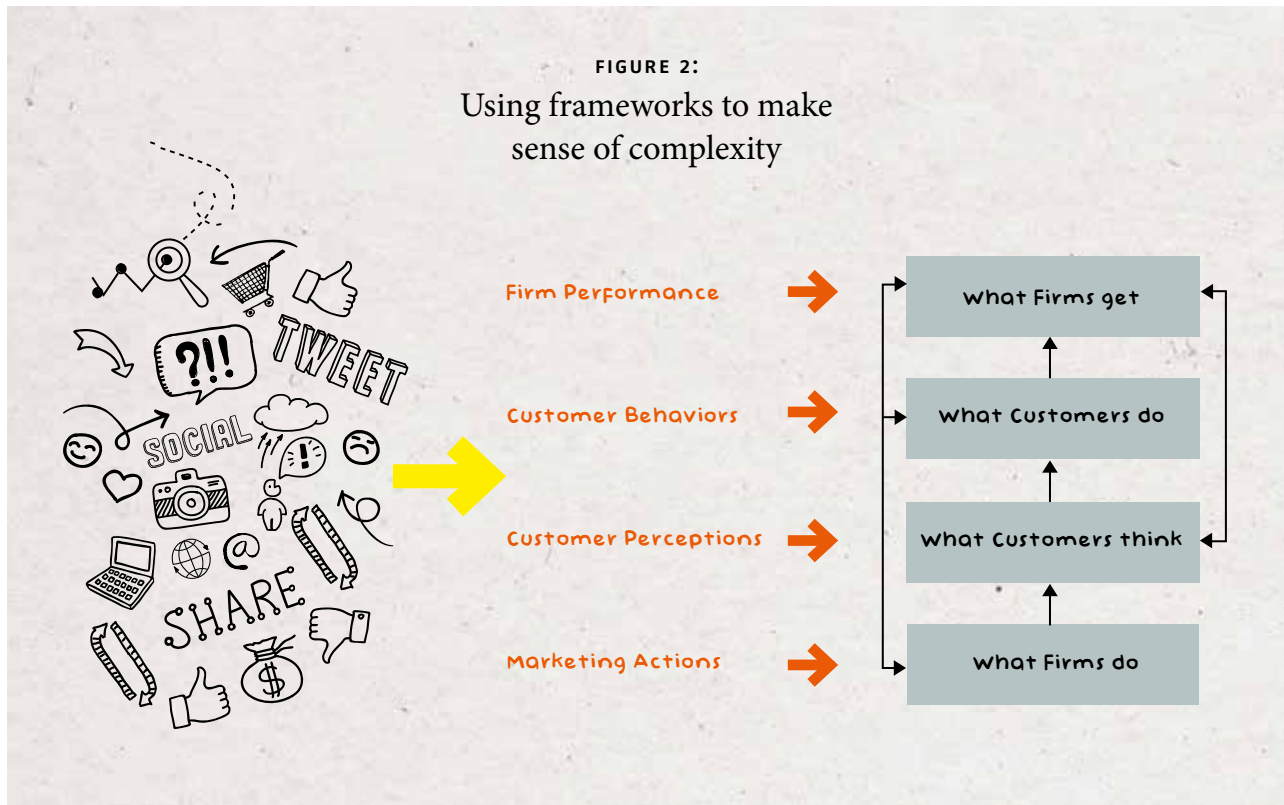 FIGURE 2:
Using frameworks to make
sense of complexity
?!!
TWEET
SOCIAL
!
@
SHARE
$
Firm Performance
What Firms get
Customer Behaviors
What Customers do
Customer Perceptions
What Customers think
Marketing Actions
What Firms do